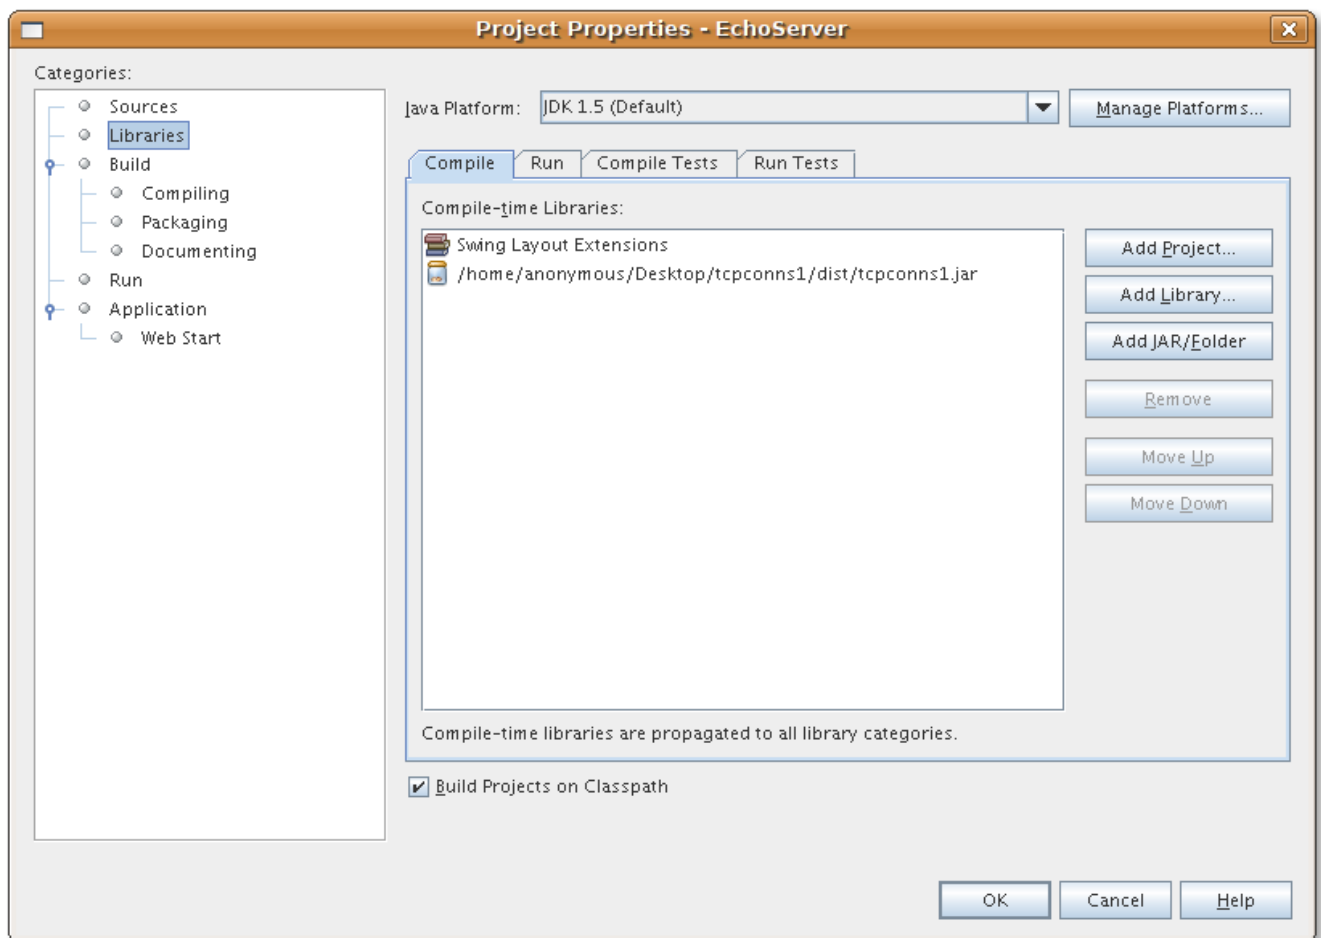 Project Properties - EchoServer
Categories:
Sources
Libraries
Build
Compiling
Packaging
Documenting
Run
Application
Web Start
Java Platform: JDK 1.5 (Default) Manage Platforms...
Compile Run Compile Tests Run Tests
Compile-time Libraries:
Swing Layout Extensions
/home/anonymous/Desktop/tcpconns1/dist/tcpconns1.jar
Add Project...
Add Library...
Add JAR/Folder
Remove
Move Up
Move Down
Compile-time libraries are propagated to all library categories.
Build Projects on Classpath
OK Cancel Help